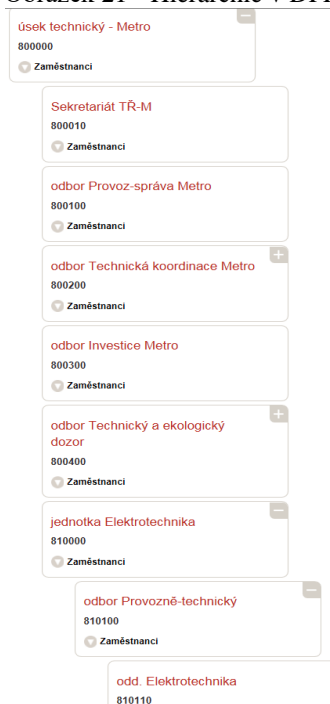 úsek technický - Metro
800000
Zaměstnanci
Sekretariát TŘ-M
800010
Zaměstnanci
odbor Provoz-správa Metro
800100
Zaměstnanci
odbor Technická koordinace Metro
800200
Zaměstnanci
odbor Investice Metro
800300
Zaměstnanci
odbor Technický a ekologický
dozor
800400
Zaměstnanci
jednotka Elektrotechnika
810000
Zaměstnanci
odbor Provozně-technický
810100
Zaměstnanci
odd. Elektrotechnika
810110